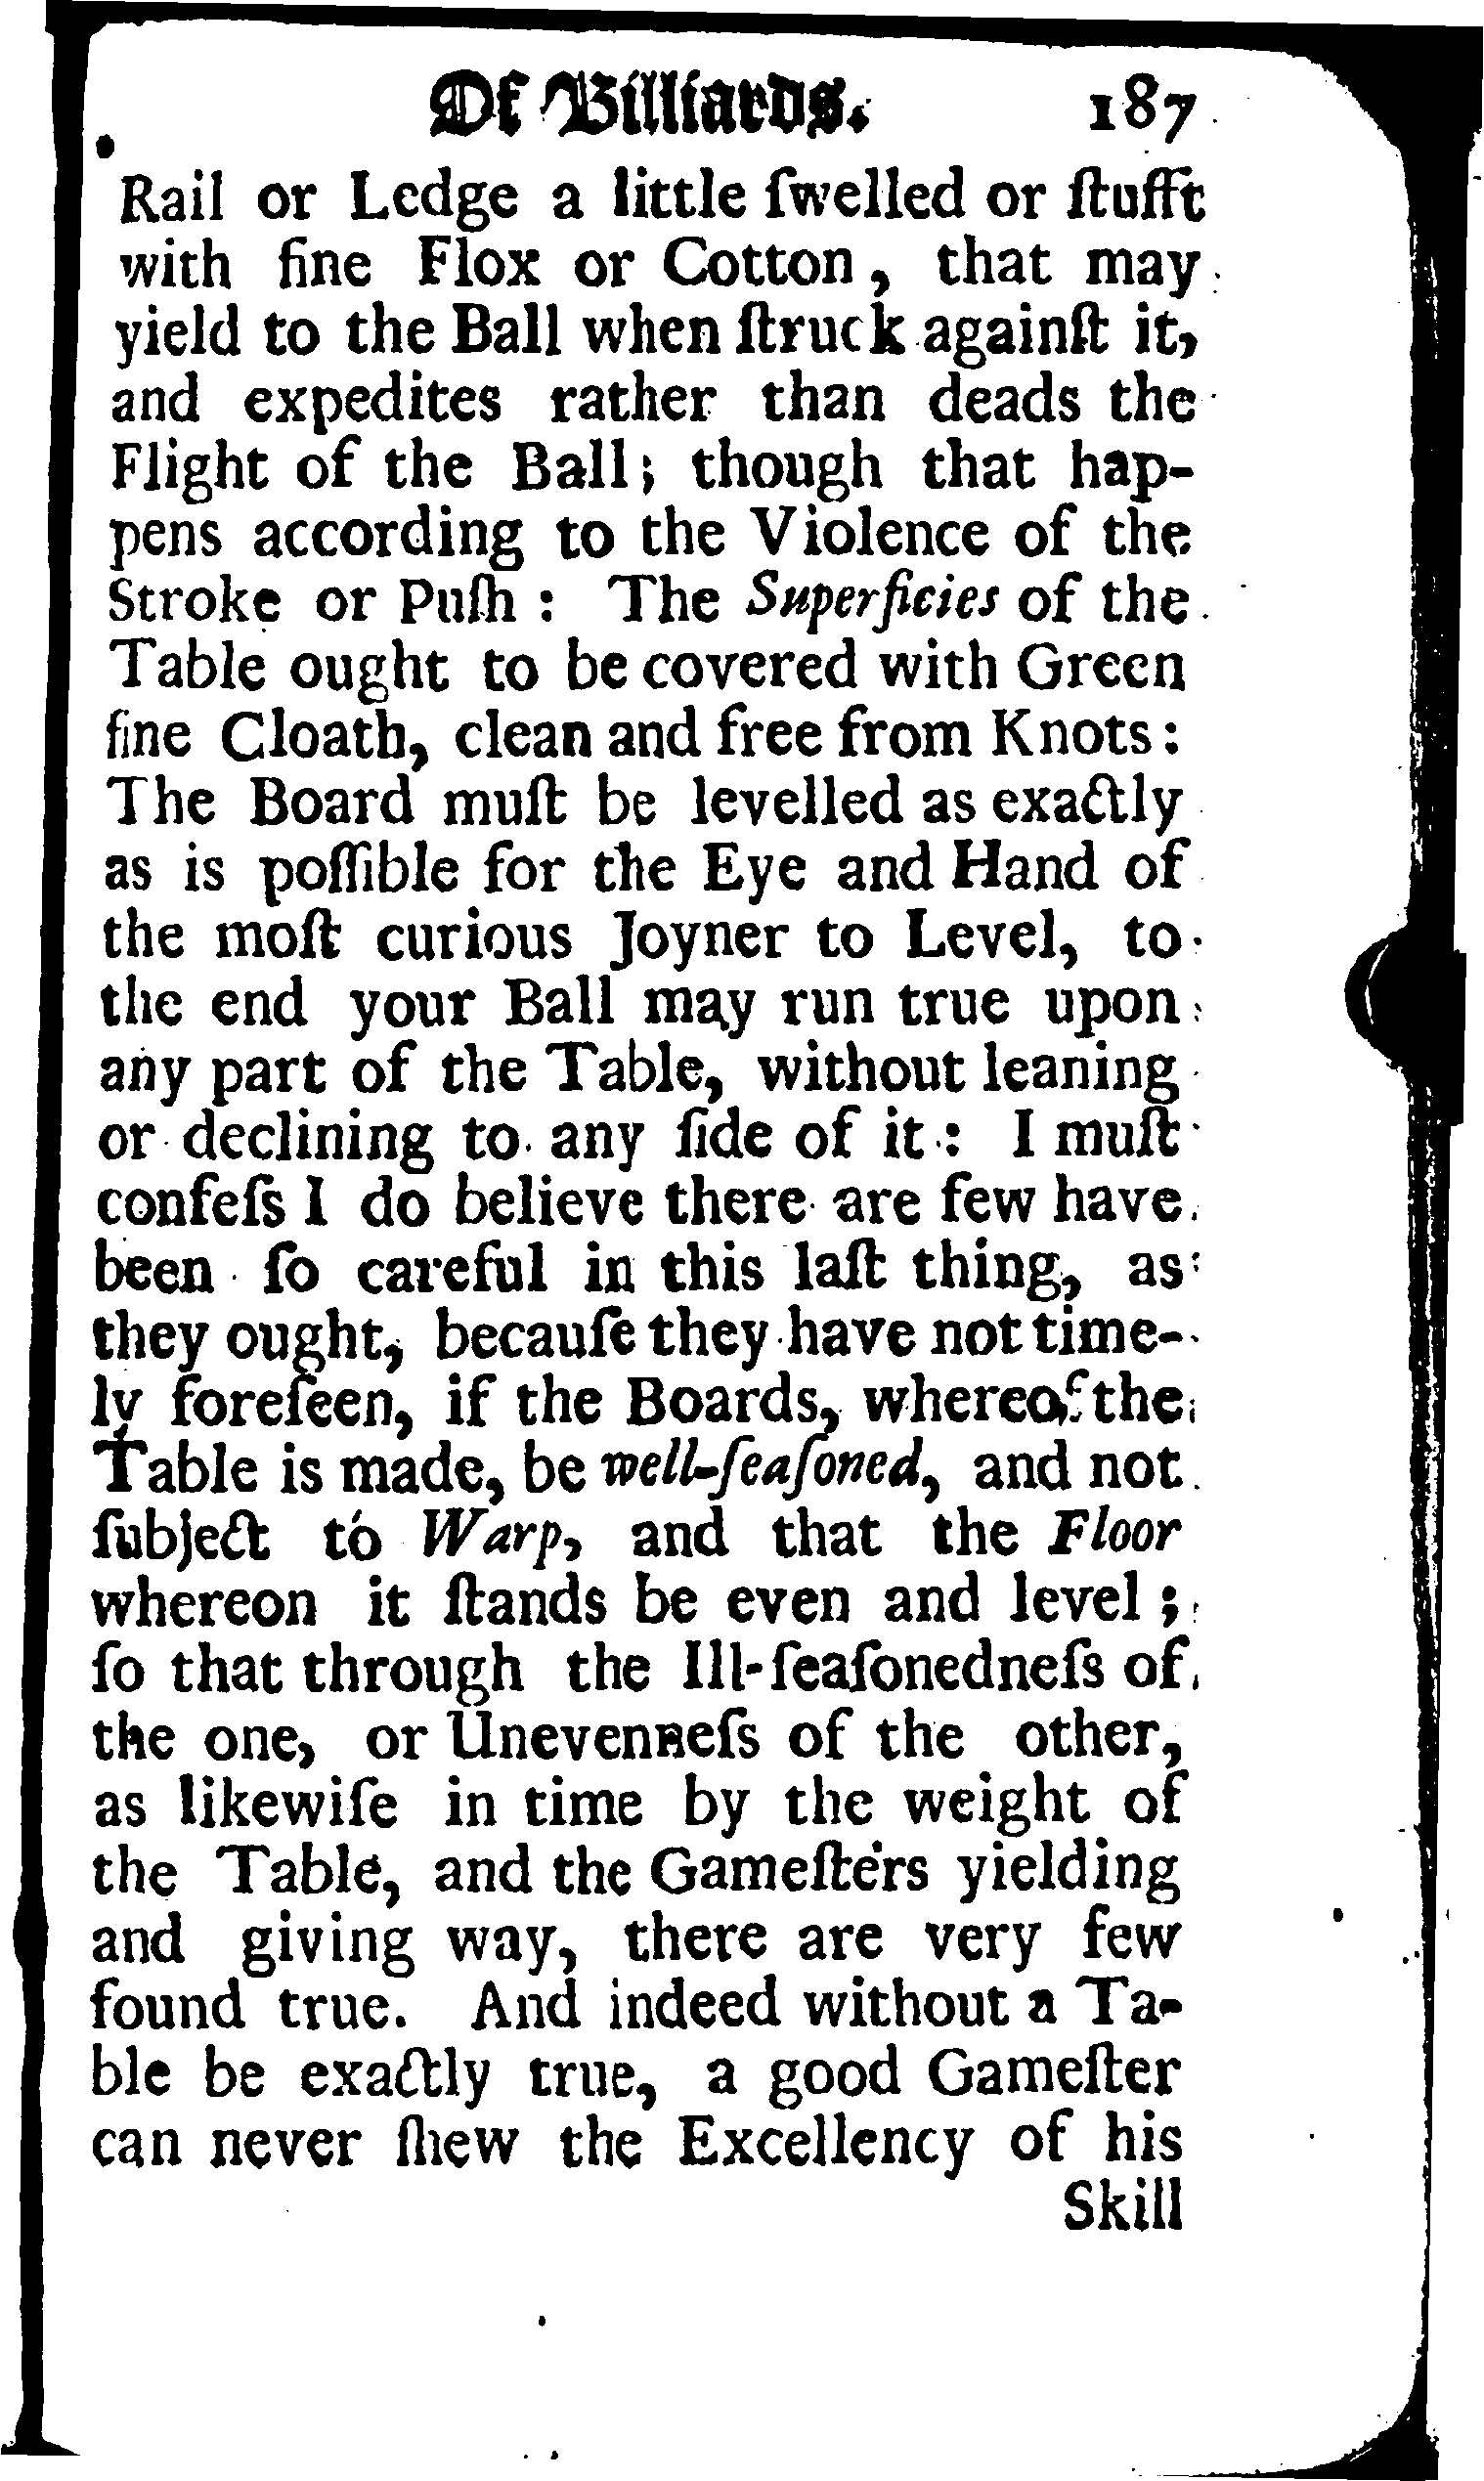 Of Billiards. 187
Rail or Ledge a little ſwelled or ſtufft
with fine Flox or Cotton, that may
yield to the Ball when ſtruck againſt it,
and expedites rather than deads the
Flight of the Ball; though that hap-
pens according to the Violence of the
Stroke or Puſh: The Superficies of the
Table ought to be covered with Green
fine Cloath, clean and free from Knots:
The Board muſt be levelled as exactly
as is poſſible for the Eye and Hand of
the moſt curious Joyner to Level, to
the end your Ball may run true upon
any part of the Table, without leaning
or declining to any ſide of it: I muſt
confeſs I do believe there are few have
been ſo careful in this laſt thing, as
they ought, becauſe they have not time-
ly foreſeen, if the Boards, whereof the
Table is made, be well-ſeaſoned, and not
ſubject to Warp, and that the Floor
whereon it ſtands be even and level;
ſo that through the Ill-ſeaſonedneſs of
the one, or Unevenneſs of the other,
as likewiſe in time by the weight of
the Table, and the Gameſters yielding
and giving way, there are very few
found true. And indeed without a Ta-
ble be exactly true, a good Gameſter
can never ſhew the Excellency of his
Skill